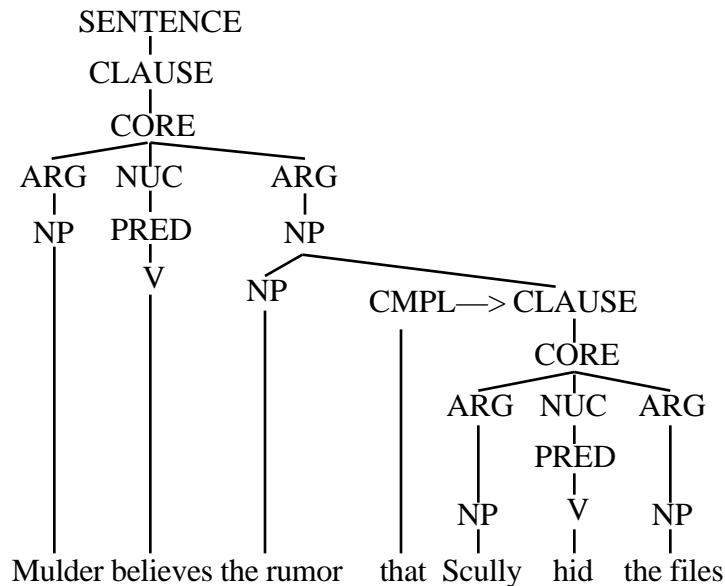 SENTENCE
CLAUSE
CORE
ARG NUC ARG
NP PRED NP
V NP CMPL—> CLAUSE
CORE
ARG NUC ARG
PRED
NP V NP
Mulder believes the rumor that Scully hid the files